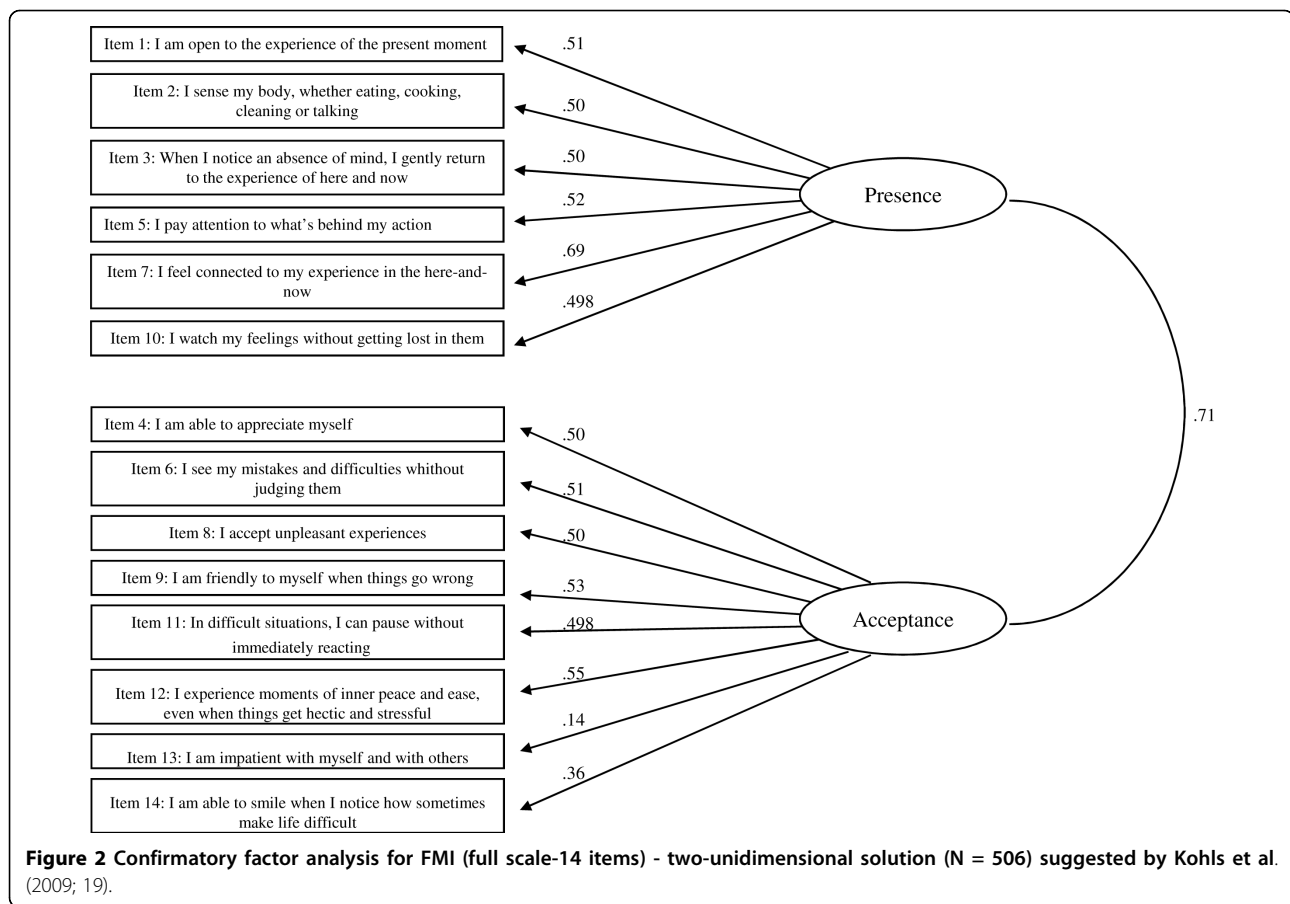 Item 1: I am open to the experience of the present moment
.51
Item 2: I sense my body, whether eating, cooking,
cleaning or talking
.50
Item 3: When I notice an absence of mind, I gently return
to the experience of here and now
.50
Presence
Item 5: I pay attention to what's behind my action
.52
Item 7: I feel connected to my experience in the here-and-
now
.69
Item 10: I watch my feelings without getting lost in them
.498
.71
Item 4: I am able to appreciate myself
.50
Item 6: I see my mistakes and difficulties whithout
judging them
.51
Item 8: I accept unpleasant experiences
.50
Item 9: I am friendly to myself when things go wrong
.53
Acceptance
Item 11: In difficult situations, I can pause without
immediately reacting
.498
Item 12: I experience moments of inner peace and ease,
even when things get hectic and stressful
.55
Item 13: I am impatient with myself and with others
.14
Item 14: I am able to smile when I notice how sometimes
make life difficult
.36
Figure 2 Confirmatory factor analysis for FMI (full scale-14 items) - two-unidimensional solution (N = 506) suggested by Kohls et al.
(2009; 19).